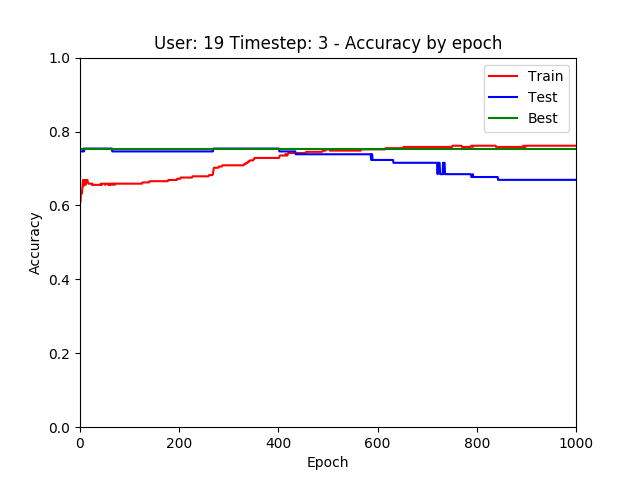 User: 19 Timestep: 3 - Accuracy by epoch
Train
Test
Best
1.0
0.8
0.6
0.4
0.2
0.0
Accuracy
0 200 400 600 800 1000
Epoch